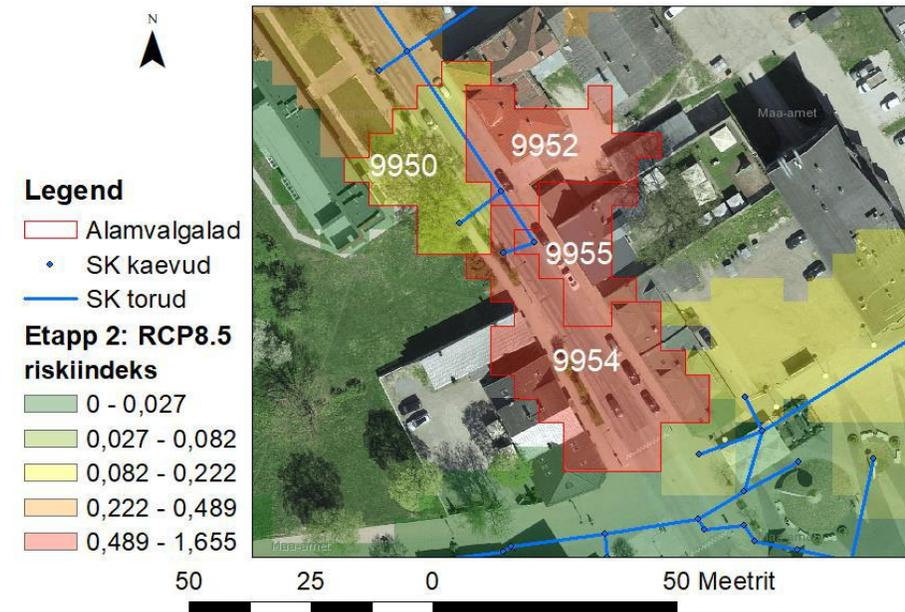 N
Maa-amet
Maa-amet
9950
9952
9955
9954
Maa-amet
Legend
Alamvalgalad
SK kaevud
SK torud
Etapp 2: RCP8.5
riskiindeks
0 - 0,027
0,027 - 0,082
0,082 - 0,222
0,222 - 0,489
0,489 - 1,655
50 25 0 50 Meetrit